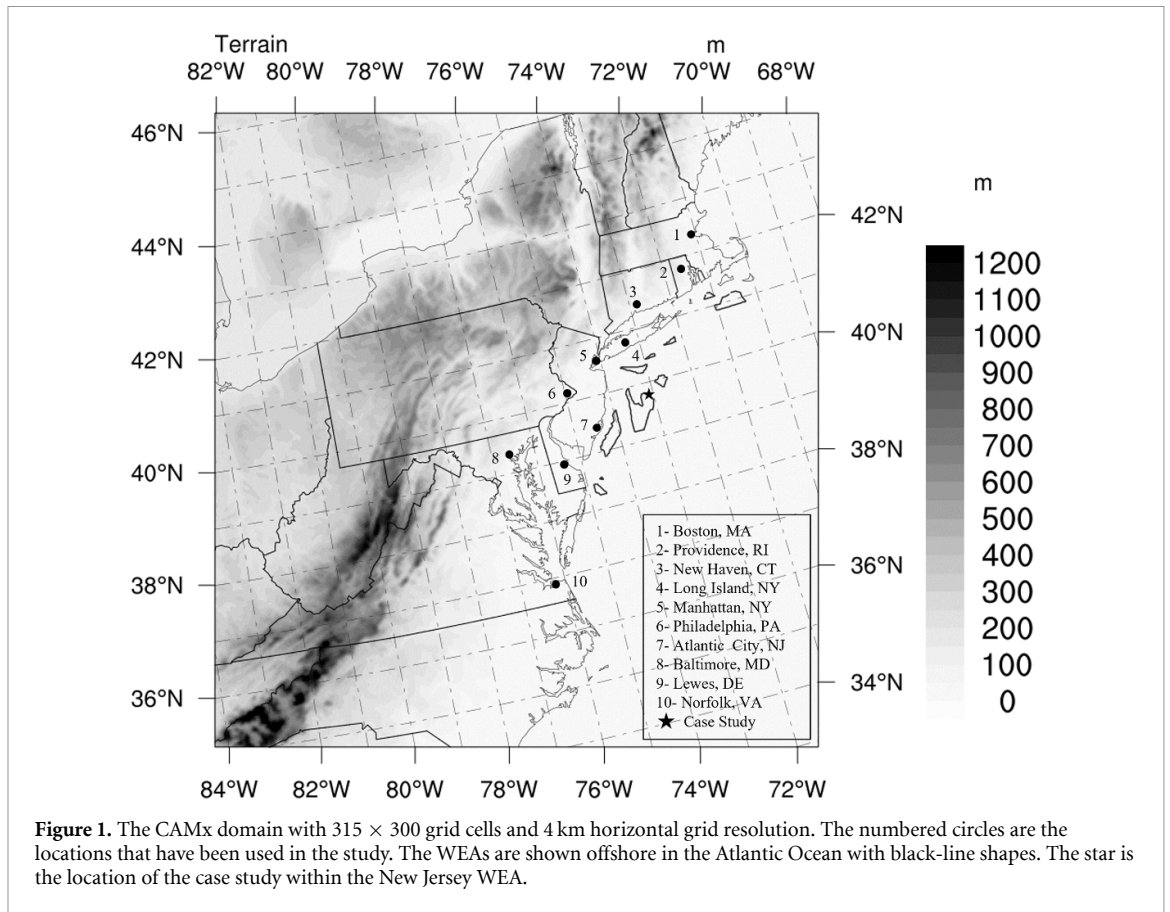 Terrain m
82°W 80°W 78°W 76°W 74°W 72°W 70°W 68°W
46°N
44°N
42°N
40°N
38°N
36°N
42°N
40°N
38°N
36°N
34°N
84°W 82°W 80°W 78°W 76°W 74°W 72°W
1
2
3
4
5
6
7
8
9
10
1- Boston, MA
2- Providence, RI
3- New Haven, CT
4- Long Island, NY
5- Manhattan, NY
6- Philadelphia, PA
7- Atlantic City, NJ
8- Baltimore, MD
9- Lewes, DE
10- Norfolk, VA
★ Case Study
m
1200
1100
1000
900
800
700
600
500
400
300
200
100
0
Figure 1. The CAMx domain with 315 × 300 grid cells and 4 km horizontal grid resolution. The numbered circles are the
locations that have been used in the study. The WEAs are shown offshore in the Atlantic Ocean with black-line shapes. The star is
the location of the case study within the New Jersey WEA.